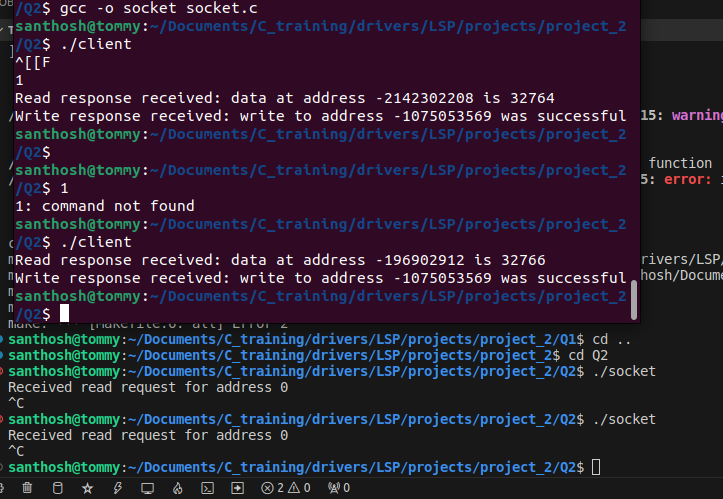 /Q2$ gcc -o socket socket.c
santhosh@tommy:~/Documents/C_training/drivers/LSP/projects/project_2
/Q2$ ./client
^[[F
1
Read response received: data at address -2142302208 is 32764
Write response received: write to address -1075053569 was successful
santhosh@tommy:~/Documents/C_training/drivers/LSP/projects/project_2
/Q2$
santhosh@tommy:~/Documents/C_training/drivers/LSP/projects/project_2
/Q2$ 1
1: command not found
santhosh@tommy:~/Documents/C_training/drivers/LSP/projects/project_2
/Q2$ ./client
Read response received: data at address -196902912 is 32766
Write response received: write to address -1075053569 was successful
santhosh@tommy:~/Documents/C_training/drivers/LSP/projects/project_2
/Q2$
15: warning
function
5: error:
rivers/LSP/
hosh/Docume
santhosh@tommy:~/Documents/C_training/drivers/LSP/projects/project_2/Q1$ cd ..
santhosh@tommy:~/Documents/C_training/drivers/LSP/projects/project_2$ cd Q2
santhosh@tommy:~/Documents/C_training/drivers/LSP/projects/project_2/Q2$ ./socket
Received read request for address 0
^C
santhosh@tommy:~/Documents/C_training/drivers/LSP/projects/project_2/Q2$ ./socket
Received read request for address 0
^C
santhosh@tommy:~/Documents/C_training/drivers/LSP/projects/project_2/Q2$
2 0 0